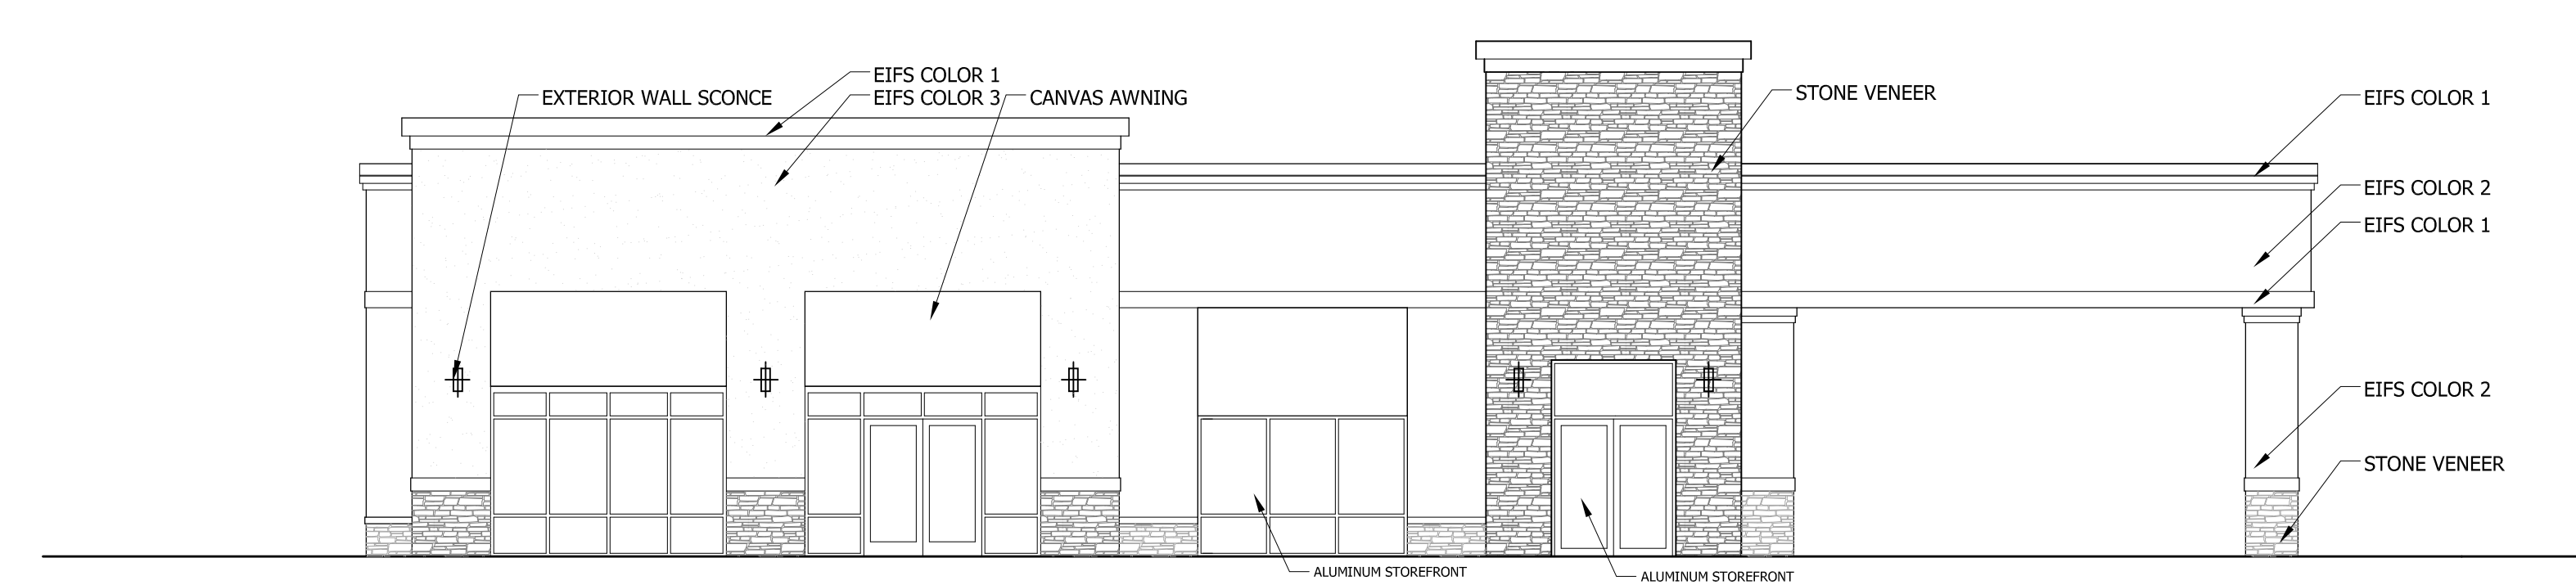 EIFS COLOR 1
EXTERIOR WALL SCONCE
EIFS COLOR 3
CANVAS AWNING
STONE VENEER
EIFS COLOR 1
EIFS COLOR 2
EIFS COLOR 1
EIFS COLOR 2
STONE VENEER
ALUMINUM STOREFRONT
ALUMINUM STOREFRONT